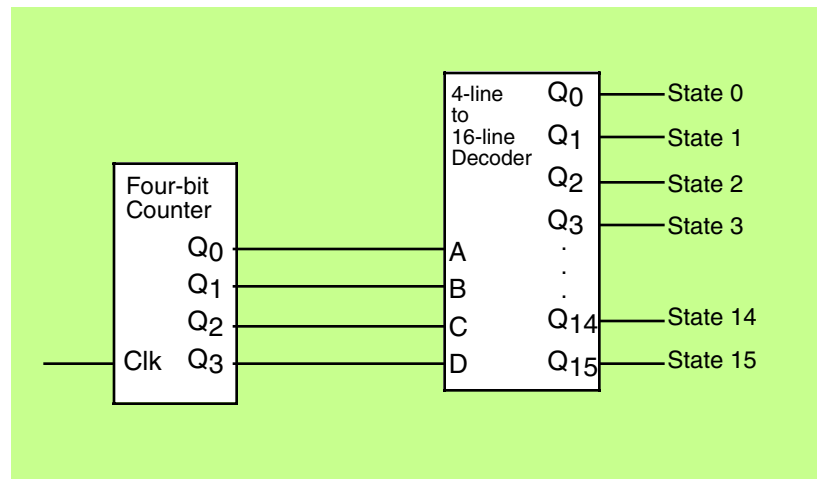 Four-bit
Counter
Q0
Q1
Q2
Clk Q3
4-line
to
16-line
Decoder
A
B
C
D
Q0 State 0
Q1 State 1
Q2 State 2
Q3 State 3
.
.
.
Q14 State 14
Q15 State 15